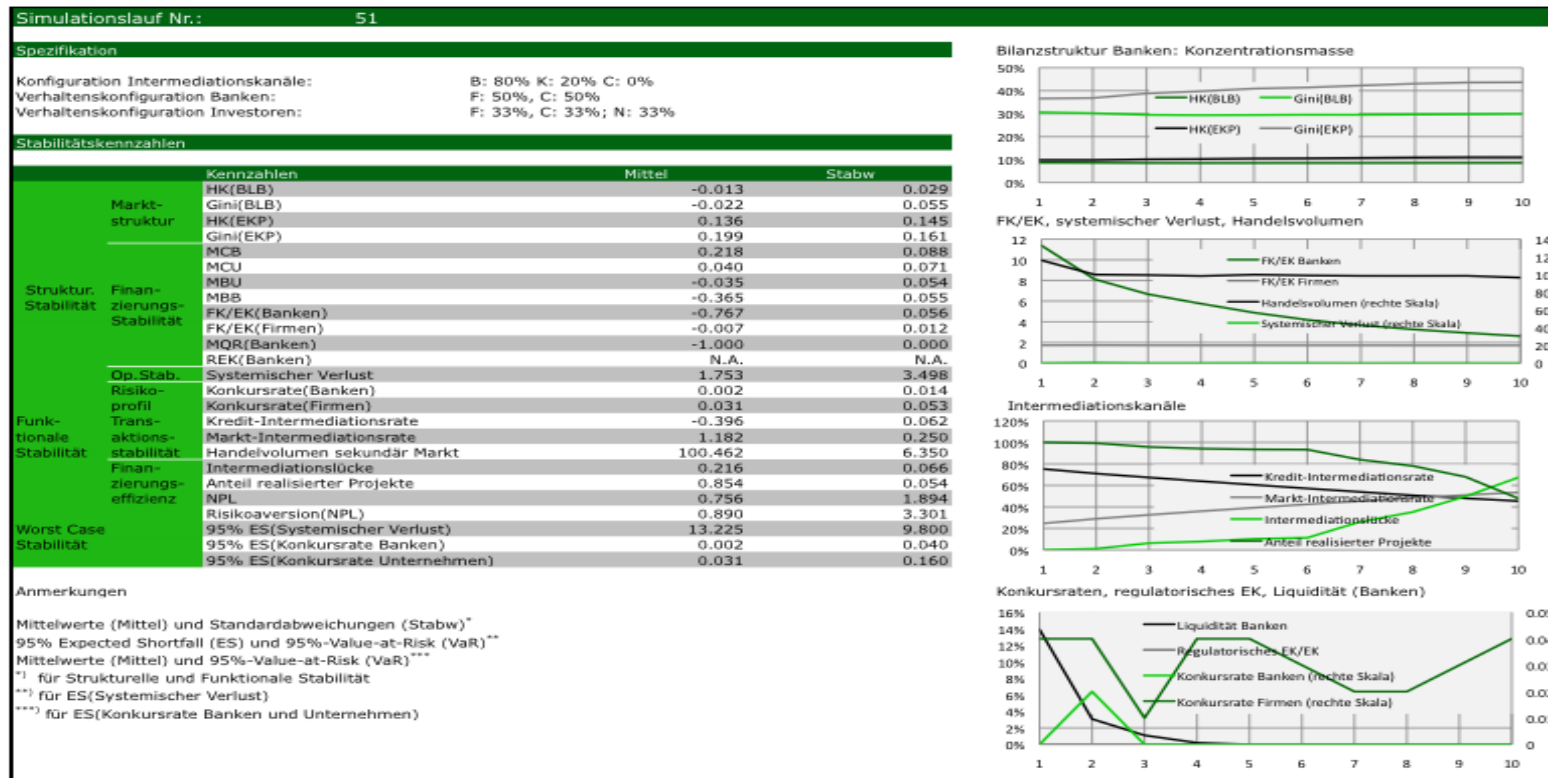 Simulationslauf Nr.: 51
Spezifikation
Konfiguration Intermediationskanäle: B: 80% K: 20% C: 0%
Verhaltenskonfiguration Banken: F: 50%, C: 50%
Verhaltenskonfiguration Investoren: F: 33%, C: 33%; N: 33%
Stabilitätskennzahlen
Kennzahlen Mittel Stabw
Struktur. Stabilität
Markt-struktur
HK(BLB) -0.013 0.029
Gini(BLB) -0.022 0.055
HK(EKP) 0.136 0.145
Gini(EKP) 0.199 0.161
Finan-zierungs-Stabilität
MCB 0.218 0.088
MCU 0.040 0.071
MBU -0.035 0.054
MBB -0.365 0.055
FK/EK(Banken) -0.767 0.056
FK/EK(Firmen) -0.007 0.012
MQR(Banken) -1.000 0.000
REK(Banken) N.A. N.A.
Funk-tionale Stabilität
Op.Stab. Systemischer Verlust 1.753 3.498
Risiko-profil
Konkursrate(Banken) 0.002 0.014
Konkursrate(Firmen) 0.031 0.053
Trans-aktions-stabilität
Kredit-Intermediationsrate -0.396 0.062
Markt-Intermediationsrate 1.182 0.250
Handelvolumen sekundär Markt 100.462 6.350
Finan-zierungs-effizienz
Intermediationslücke 0.216 0.066
Anteil realisierter Projekte 0.854 0.054
NPL 0.756 1.894
Risikoaversion(NPL) 0.890 3.301
Worst Case Stabilität
95% ES(Systemischer Verlust) 13.225 9.800
95% ES(Konkursrate Banken) 0.002 0.040
95% ES(Konkursrate Unternehmen) 0.031 0.160
Anmerkungen
Mittelwerte (Mittel) und Standardabweichungen (Stabw)*
95% Expected Shortfall (ES) und 95%-Value-at-Risk (VaR)**
Mittelwerte (Mittel) und 95%-Value-at-Risk (VaR)***
*) für Strukturelle und Funktionale Stabilität
**) für ES(Systemischer Verlust)
***) für ES(Konkursrate Banken und Unternehmen)
Bilanzstruktur Banken: Konzentrationsmasse
50%
40%
30%
20%
10%
0%
HK(BLB) Gini(BLB)
HK(EKP) Gini(EKP)
1 2 3 4 5 6 7 8 9 10
FK/EK, systemischer Verlust, Handelsvolumen
12 14
10 12
8 10
6 80
4 60
2 40
0 20
0
FK/EK Banken
FK/EK Firmen
Handelsvolumen (rechte Skala)
Systemischer Verlust (rechte Skala)
1 2 3 4 5 6 7 8 9 10
Intermediationskanäle
120%
100%
80%
60%
40%
20%
0%
Kredit-Intermediationsrate
Markt-Intermediationsrate
Intermediationslücke
Anteil realisierter Projekte
1 2 3 4 5 6 7 8 9 10
Konkursraten, regulatorisches EK, Liquidität (Banken)
16%
14%
12%
10%
8%
6%
4%
2%
0%
Liquidität Banken
Regulatorisches EK/EK
Konkursrate Banken (rechte Skala)
Konkursrate Firmen (rechte Skala)
0
1 2 3 4 5 6 7 8 9 10